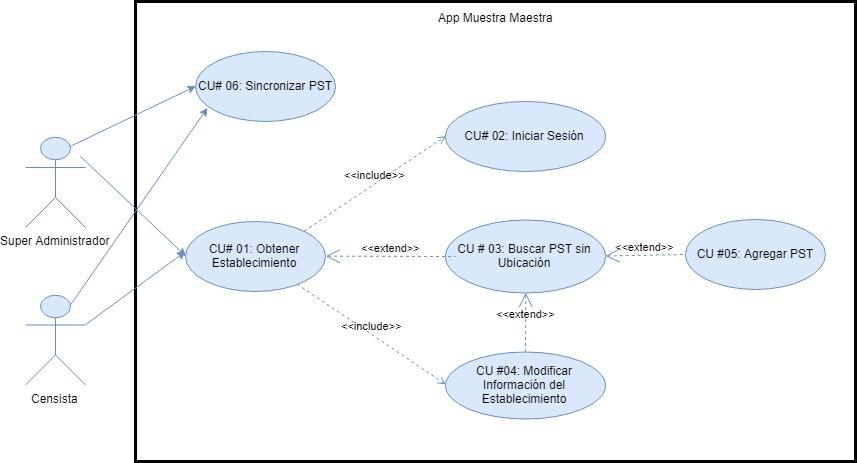 App Muestra Maestra
CU# 06: Sincronizar PST
CU# 02: Iniciar Sesión
<<include>>
Super Administrador
CU# 01: Obtener
Establecimiento
<<extend>>
CU # 03: Buscar PST sin
Ubicación
<<extend>>
CU #05: Agregar PST
<<extend>>
<<include>>
CU #04: Modificar
Información del
Establecimiento
Censista